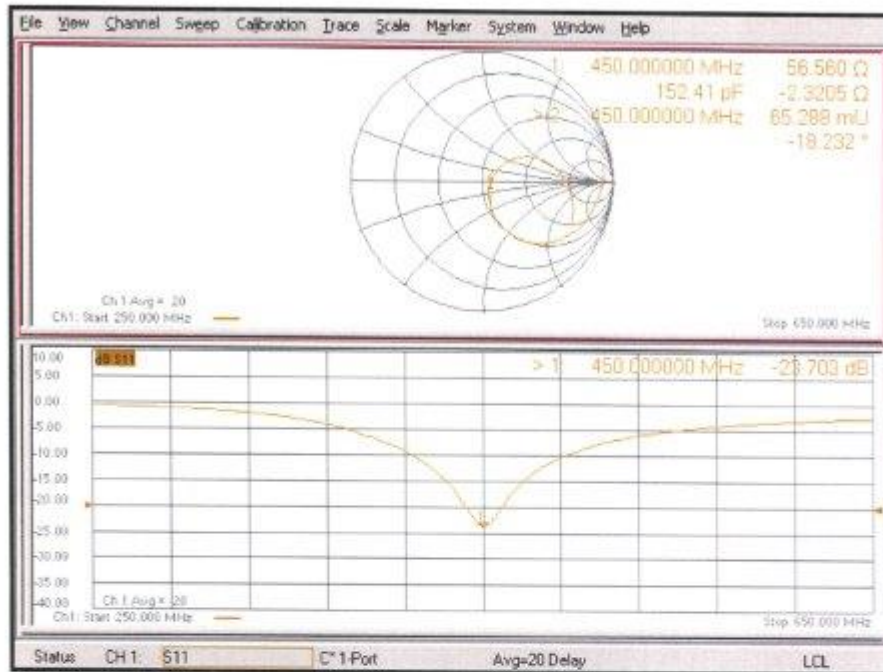 File View Channel Sweep Calibration Trace Scale Marker System Window Help
1: 450.000000 MHz 56.560 Ω
152.41 pF -2.3205 Ω
> 2: 450.000000 MHz 65.288 mU
-18.232 °
Ch 1 Avg = 20
Ch1: Start 250.000 MHz
Stop 650.000 MHz
10.00
dB S11
> 1: 450.000000 MHz -23.703 dB
5.00
0.00
-5.00
-10.00
-15.00
-20.00
-25.00
-30.00
-35.00
-40.00
Ch 1 Avg = 20
Ch1: Start 250.000 MHz
Stop 650.000 MHz
Status CH 1: S11 C* 1-Port Avg=20 Delay LCL